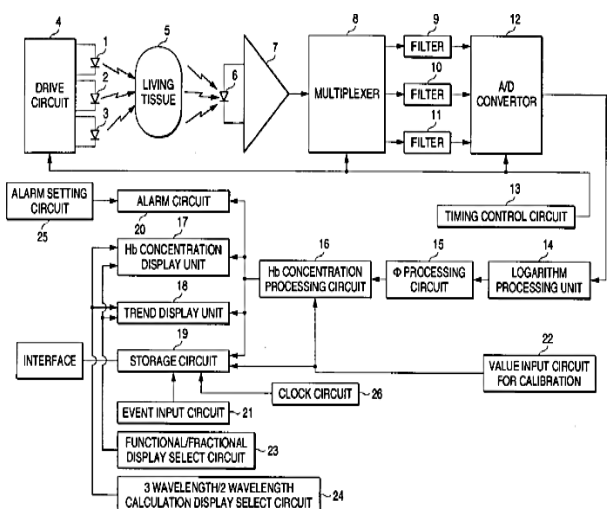 4
DRIVE CIRCUIT
1
2
3
5
LIVING TISSUE
6
7
8
MULTIPLEXER
9
FILTER
10
FILTER
11
FILTER
12
A/D CONVERTOR
13
TIMING CONTROL CIRCUIT
ALARM SETTING CIRCUIT
25
ALARM CIRCUIT
20
17
Hb CONCENTRATION DISPLAY UNIT
18
TREND DISPLAY UNIT
19
STORAGE CIRCUIT
INTERFACE
16
Hb CONCENTRATION PROCESSING CIRCUIT
15
Φ PROCESSING CIRCUIT
14
LOGARITHM PROCESSING UNIT
22
VALUE INPUT CIRCUIT FOR CALIBRATION
CLOCK CIRCUIT
26
EVENT INPUT CIRCUIT
21
FUNCTIONAL/FRACTIONAL DISPLAY SELECT CIRCUIT
23
3 WAVELENGTH/2 WAVELENGTH CALCULATION DISPLAY SELECT CIRCUIT
24